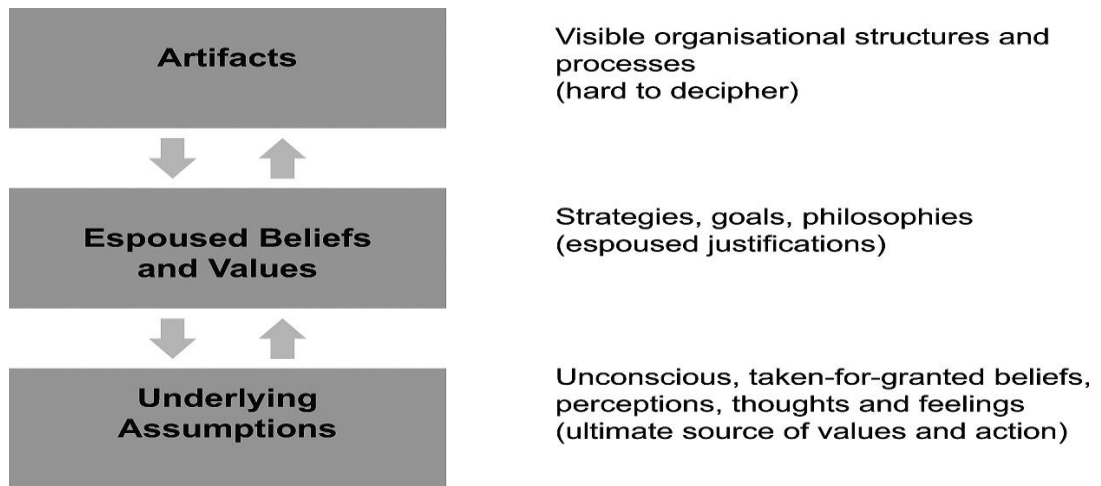 Artifacts
Visible organisational structures and
processes
(hard to decipher)
Espoused Beliefs
and Values
Strategies, goals, philosophies
(espoused justifications)
Underlying
Assumptions
Unconscious, taken-for-granted beliefs,
perceptions, thoughts and feelings
(ultimate source of values and action)